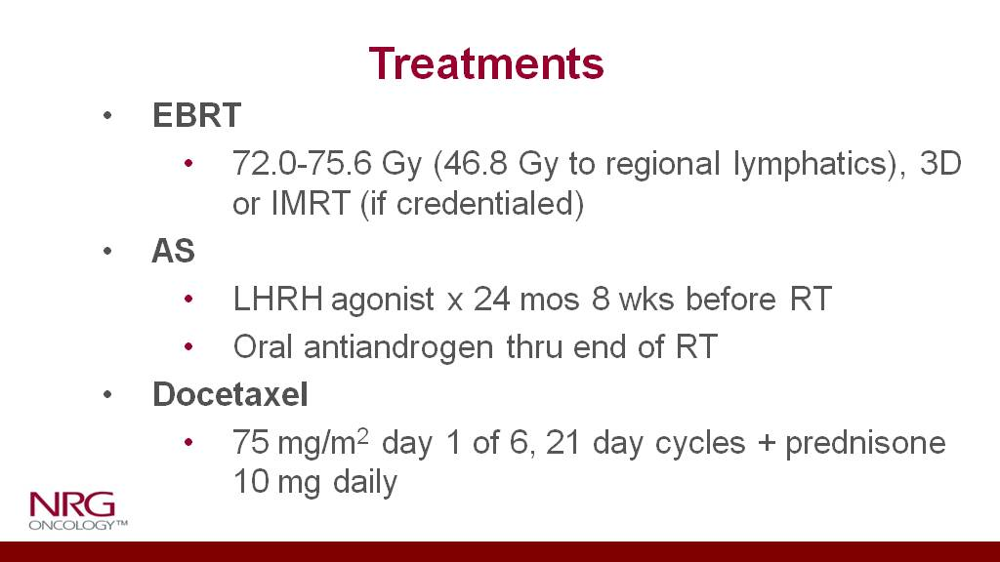 Treatments
• EBRT
• 72.0-75.6 Gy (46.8 Gy to regional lymphatics), 3D
or IMRT (if credentialed)
• AS
• LHRH agonist x 24 mos 8 wks before RT
• Oral antiandrogen thru end of RT
• Docetaxel
• 75 mg/m² day 1 of 6, 21 day cycles + prednisone
10 mg daily
NRG
ONCOLOGY™